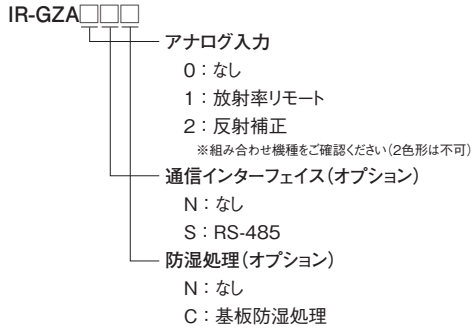 IR-GZA□□□
アナログ入力
0：なし
1：放射率リモート
2：反射補正
※組み合わせ機種をご確認ください（2色形は不可）
通信インターフェイス（オプション）
N：なし
S：RS-485
防湿処理（オプション）
N：なし
C：基板防湿処理